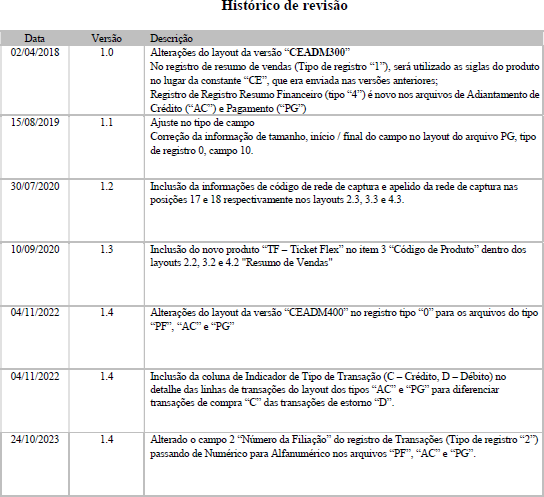 Histórico de revisão
Data Versão Descrição
02/04/2018 1.0 Alterações do layout da versão “CEADM300”
No registro de resumo de vendas (Tipo de registro “1”), será utilizado as siglas do produto
no lugar da constante “CE”, que era enviada nas versões anteriores;
Registro de Registro Resumo Financeiro (tipo “4”) é novo nos arquivos de Adiantamento de
Crédito (“AC”) e Pagamento (“PG”)
15/08/2019 1.1 Ajuste no tipo de campo
Correção da informação de tamanho, início / final do campo no layout do arquivo PG, tipo
de registro 0, campo 10.
30/07/2020 1.2 Inclusão da informações de código de rede de captura e apelido da rede de captura nas
posições 17 e 18 respectivamente nos layouts 2.3, 3.3 e 4.3.
10/09/2020 1.3 Inclusão do novo produto “TF – Ticket Flex” no item 3 “Código de Produto” dentro dos
layouts 2.2, 3.2 e 4.2 "Resumo de Vendas"
04/11/2022 1.4 Alterações do layout da versão “CEADM400” no registro tipo “0” para os arquivos do tipo
“PF”, “AC” e “PG”
04/11/2022 1.4 Inclusão da coluna de Indicador de Tipo de Transação (C – Crédito, D – Débito) no
detalhe das linhas de transações do layout dos tipos “AC” e “PG” para diferenciar
transações de compra “C” das transações de estorno “D”.
24/10/2023 1.4 Alterado o campo 2 “Número da Filiação” do registro de Transações (Tipo de registro “2”)
passando de Numérico para Alfanumérico nos arquivos “PF”, “AC” e “PG”.